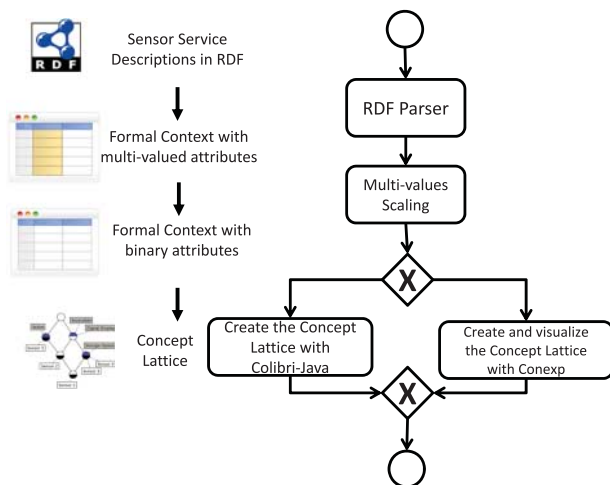 RDF
Sensor Service
Descriptions in RDF
Formal Context with
multi-valued attributes
Formal Context with
binary attributes
Concept
Lattice
RDF Parser
Multi-values
Scaling
X
Create the Concept
Lattice with
Colibri-Java
Create and visualize
the Concept Lattice
with Conexp
X